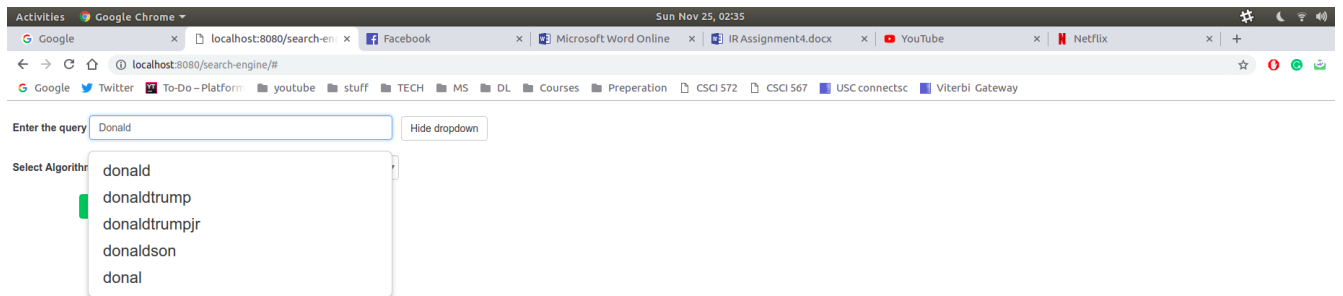 Activities Google Chrome Sun Nov 25, 02:35
Google localhost:8080/search-en Facebook Microsoft Word Online IR Assignment4.docx YouTube Netflix
localhost:8080/search-engine/#
Google Twitter To-Do – Platform youtube stuff TECH MS DL Courses Preperation CSCI 572 CSCI 567 USC connectsc Viterbi Gateway
Enter the query Donald Hide dropdown
Select Algorithm
donald
donaldtrump
donaldtrumpjr
donaldson
donal